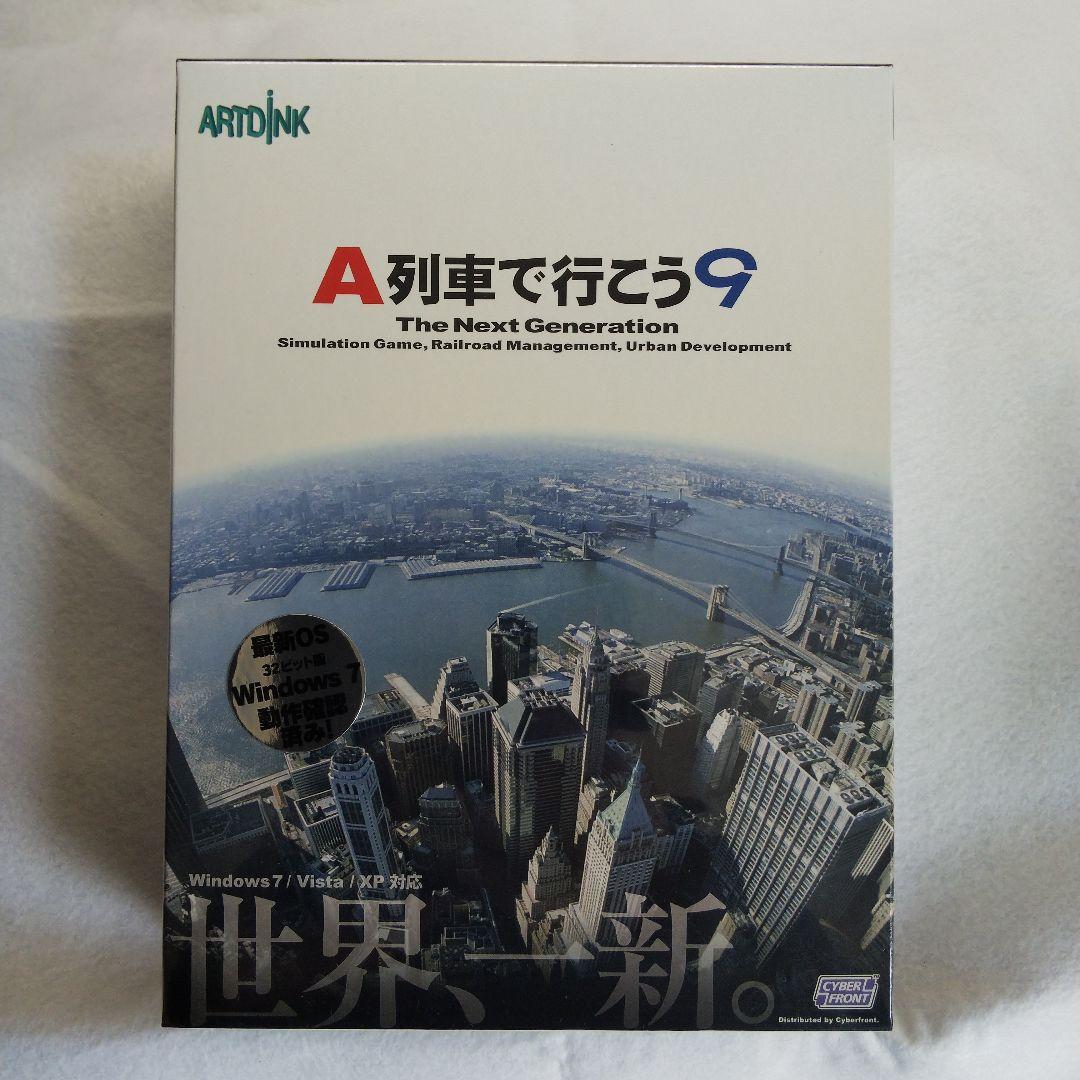 ARTDINK
A列車で行こう9
The Next Generation
Simulation Game, Railroad Management, Urban Development
最新OS
32ビット版
Windows 7
動作確認
済み!
Windows 7 / Vista / XP 対応
世界、一新。
CYBER
FRONT
Distributed by Cyberfront.